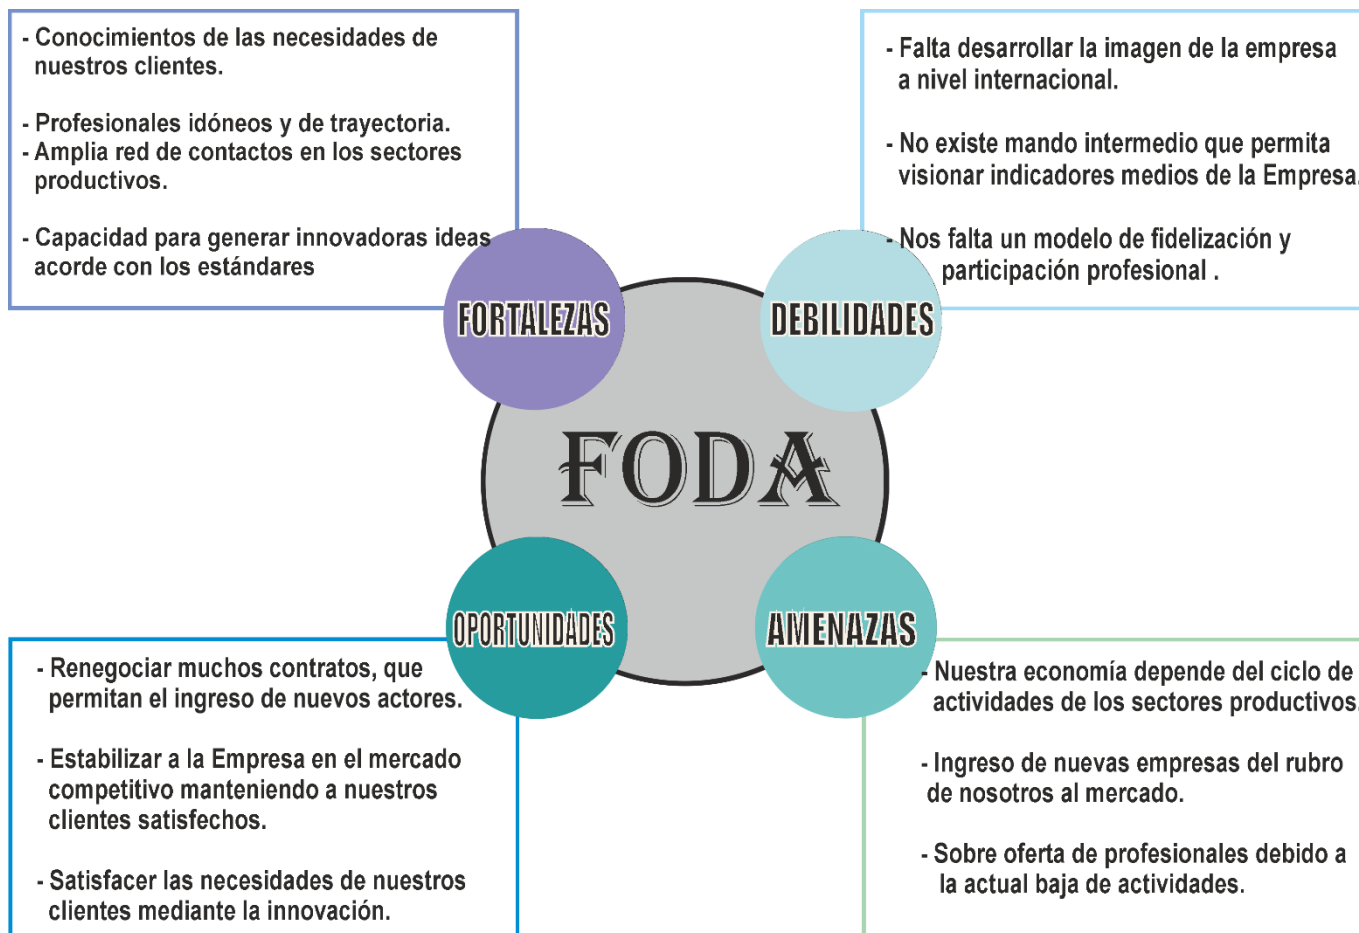 - Conocimientos de las necesidades de
nuestros clientes.
- Profesionales idóneos y de trayectoria.
- Amplia red de contactos en los sectores
productivos.
- Capacidad para generar innovadoras ideas
acorde con los estándares
FORTALEZAS
- Falta desarrollar la imagen de la empresa
a nivel internacional.
- No existe mando intermedio que permita
visionar indicadores medios de la Empresa.
- Nos falta un modelo de fidelización y
participación profesional .
DEBILIDADES
FODA
OPORTUNIDADES
- Renegociar muchos contratos, que
permitan el ingreso de nuevos actores.
- Estabilizar a la Empresa en el mercado
competitivo manteniendo a nuestros
clientes satisfechos.
- Satisfacer las necesidades de nuestros
clientes mediante la innovación.
AMENAZAS
- Nuestra economía depende del ciclo de
actividades de los sectores productivos.
- Ingreso de nuevas empresas del rubro
de nosotros al mercado.
- Sobre oferta de profesionales debido a
la actual baja de actividades.